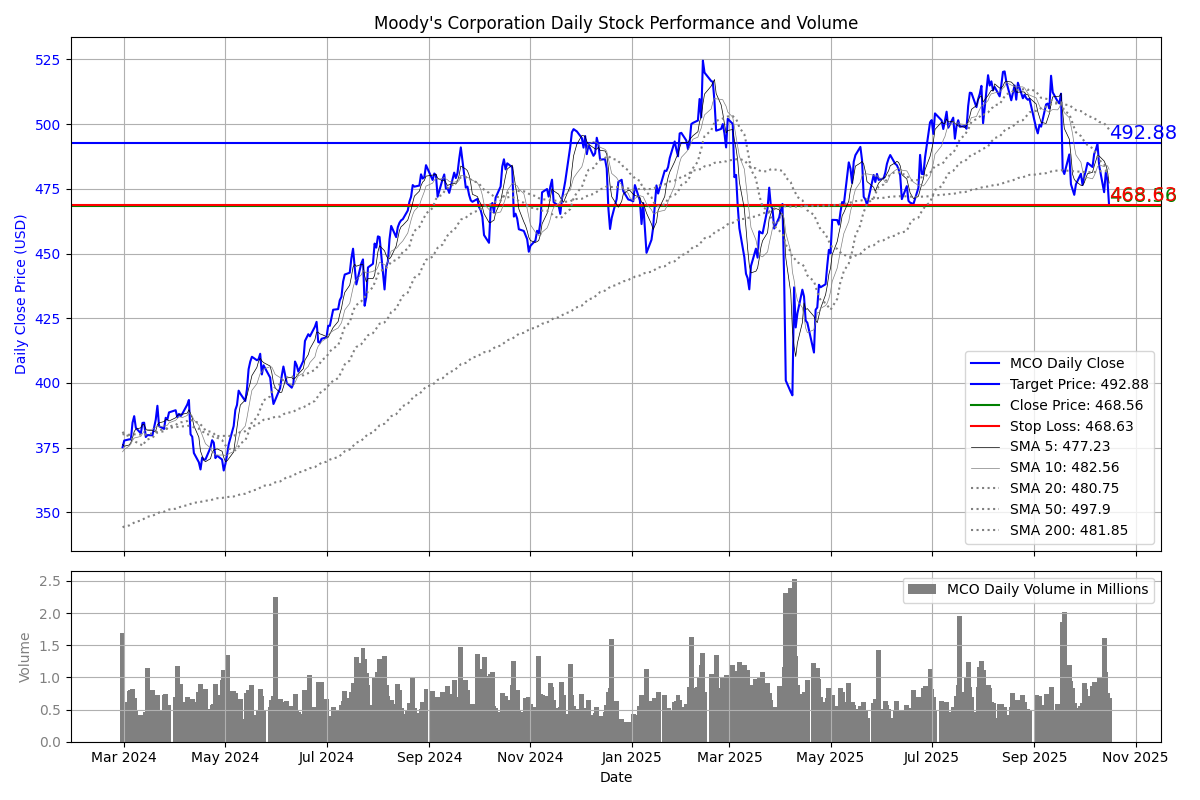 Moody's Corporation Daily Stock Performance and Volume
Daily Close Price (USD)
525
500
475
450
425
400
375
350
492.88
468.63
MCO Daily Close
Target Price: 492.88
Close Price: 468.56
Stop Loss: 468.63
SMA 5: 477.23
SMA 10: 482.56
SMA 20: 480.75
SMA 50: 497.9
SMA 200: 481.85
Volume
2.5
2.0
1.5
1.0
0.5
0.0
MCO Daily Volume in Millions
Mar 2024 May 2024 Jul 2024 Sep 2024 Nov 2024 Jan 2025 Mar 2025 May 2025 Jul 2025 Sep 2025 Nov 2025
Date